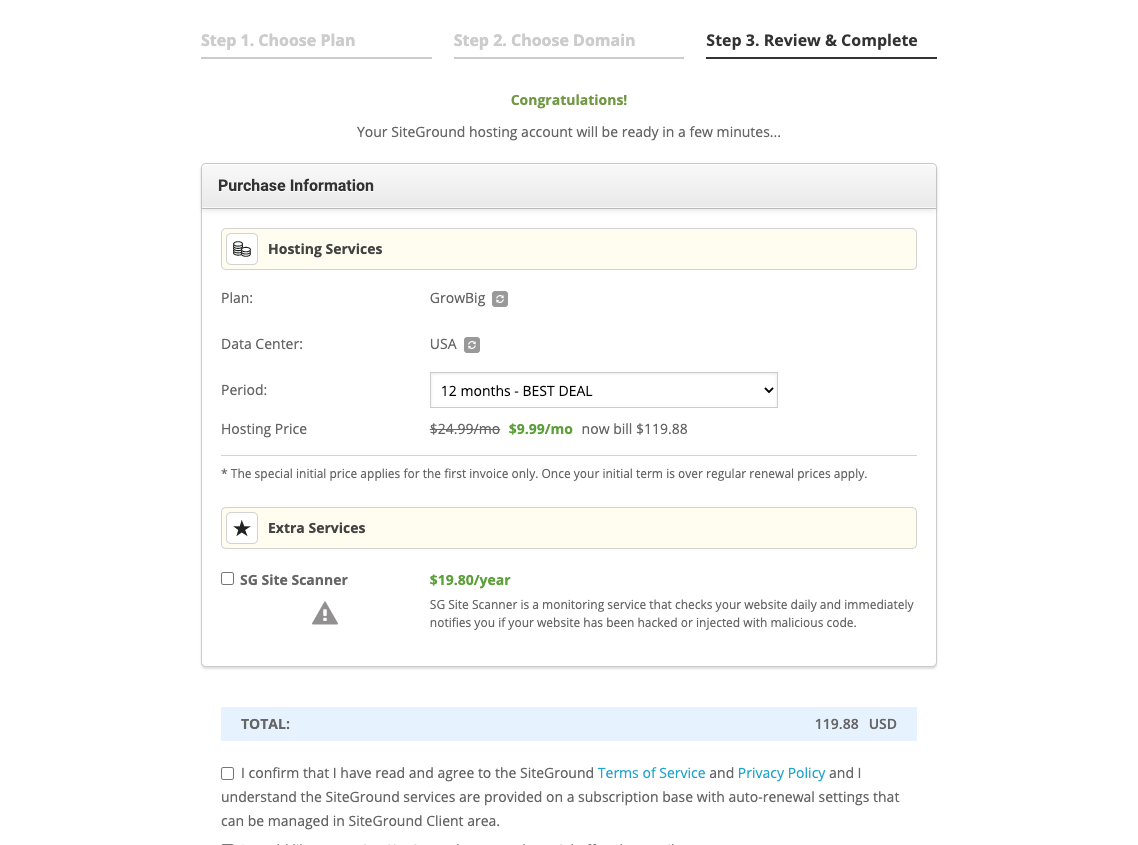 Step 1. Choose Plan
Step 2. Choose Domain
Step 3. Review & Complete
Congratulations!
Your SiteGround hosting account will be ready in a few minutes...
Purchase Information
Hosting Services
Plan: GrowBig
Data Center: USA
Period: 12 months - BEST DEAL
Hosting Price $24.99/mo $9.99/mo now bill $119.88
* The special initial price applies for the first invoice only. Once your initial term is over regular renewal prices apply.
Extra Services
SG Site Scanner $19.80/year
SG Site Scanner is a monitoring service that checks your website daily and immediately
notifies you if your website has been hacked or injected with malicious code.
TOTAL: 119.88 USD
I confirm that I have read and agree to the SiteGround Terms of Service and Privacy Policy and I
understand the SiteGround services are provided on a subscription base with auto-renewal settings that
can be managed in SiteGround Client area.